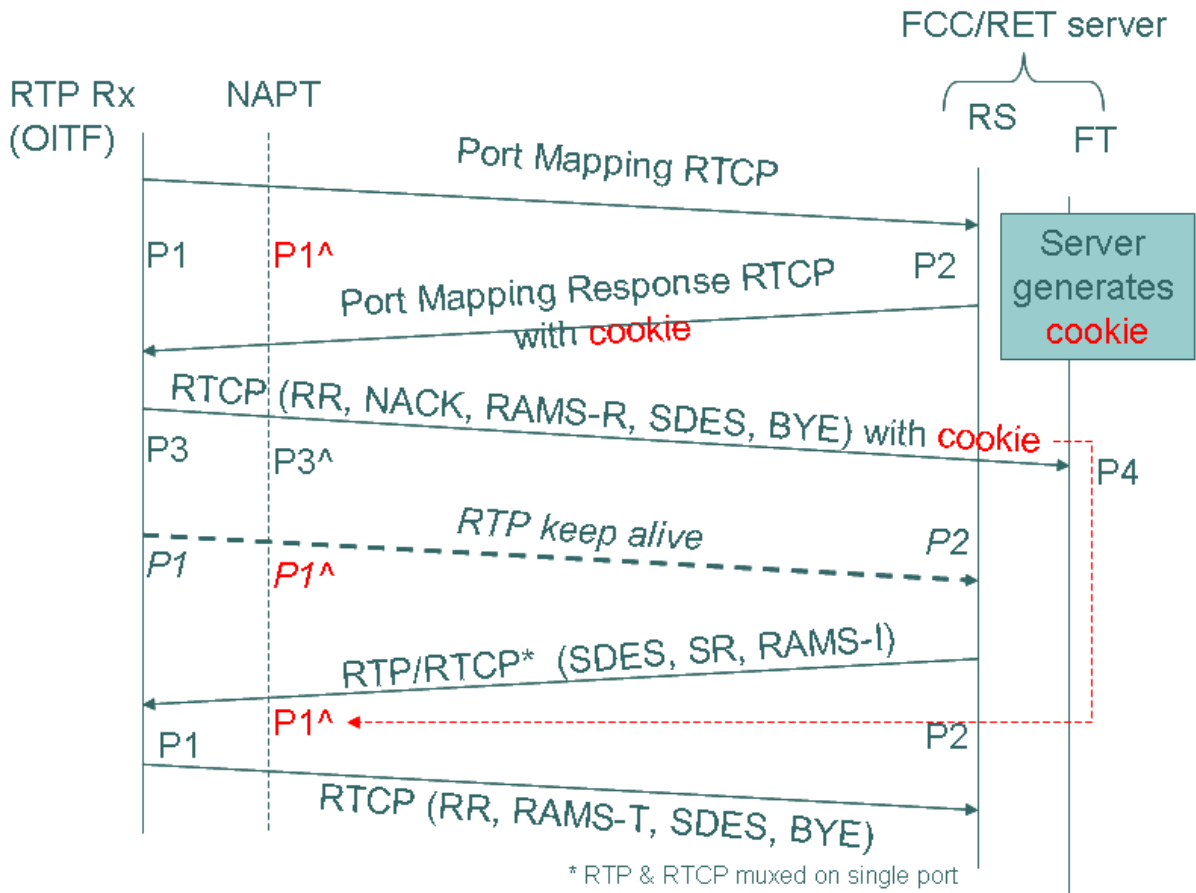 FCC/RET server
RTP Rx
(OITF)
NAPT
RS
FT
Port Mapping RTCP
P1
P1^
P2
Server
generates
cookie
Port Mapping Response RTCP
with cookie
RTCP (RR, NACK, RAMS-R, SDES, BYE) with cookie
P3
P3^
P4
RTP keep alive
P1
P1^
P2
RTP/RTCP* (SDES, SR, RAMS-I)
P1^
P1
P2
RTCP (RR, RAMS-T, SDES, BYE)
* RTP & RTCP muxed on single port